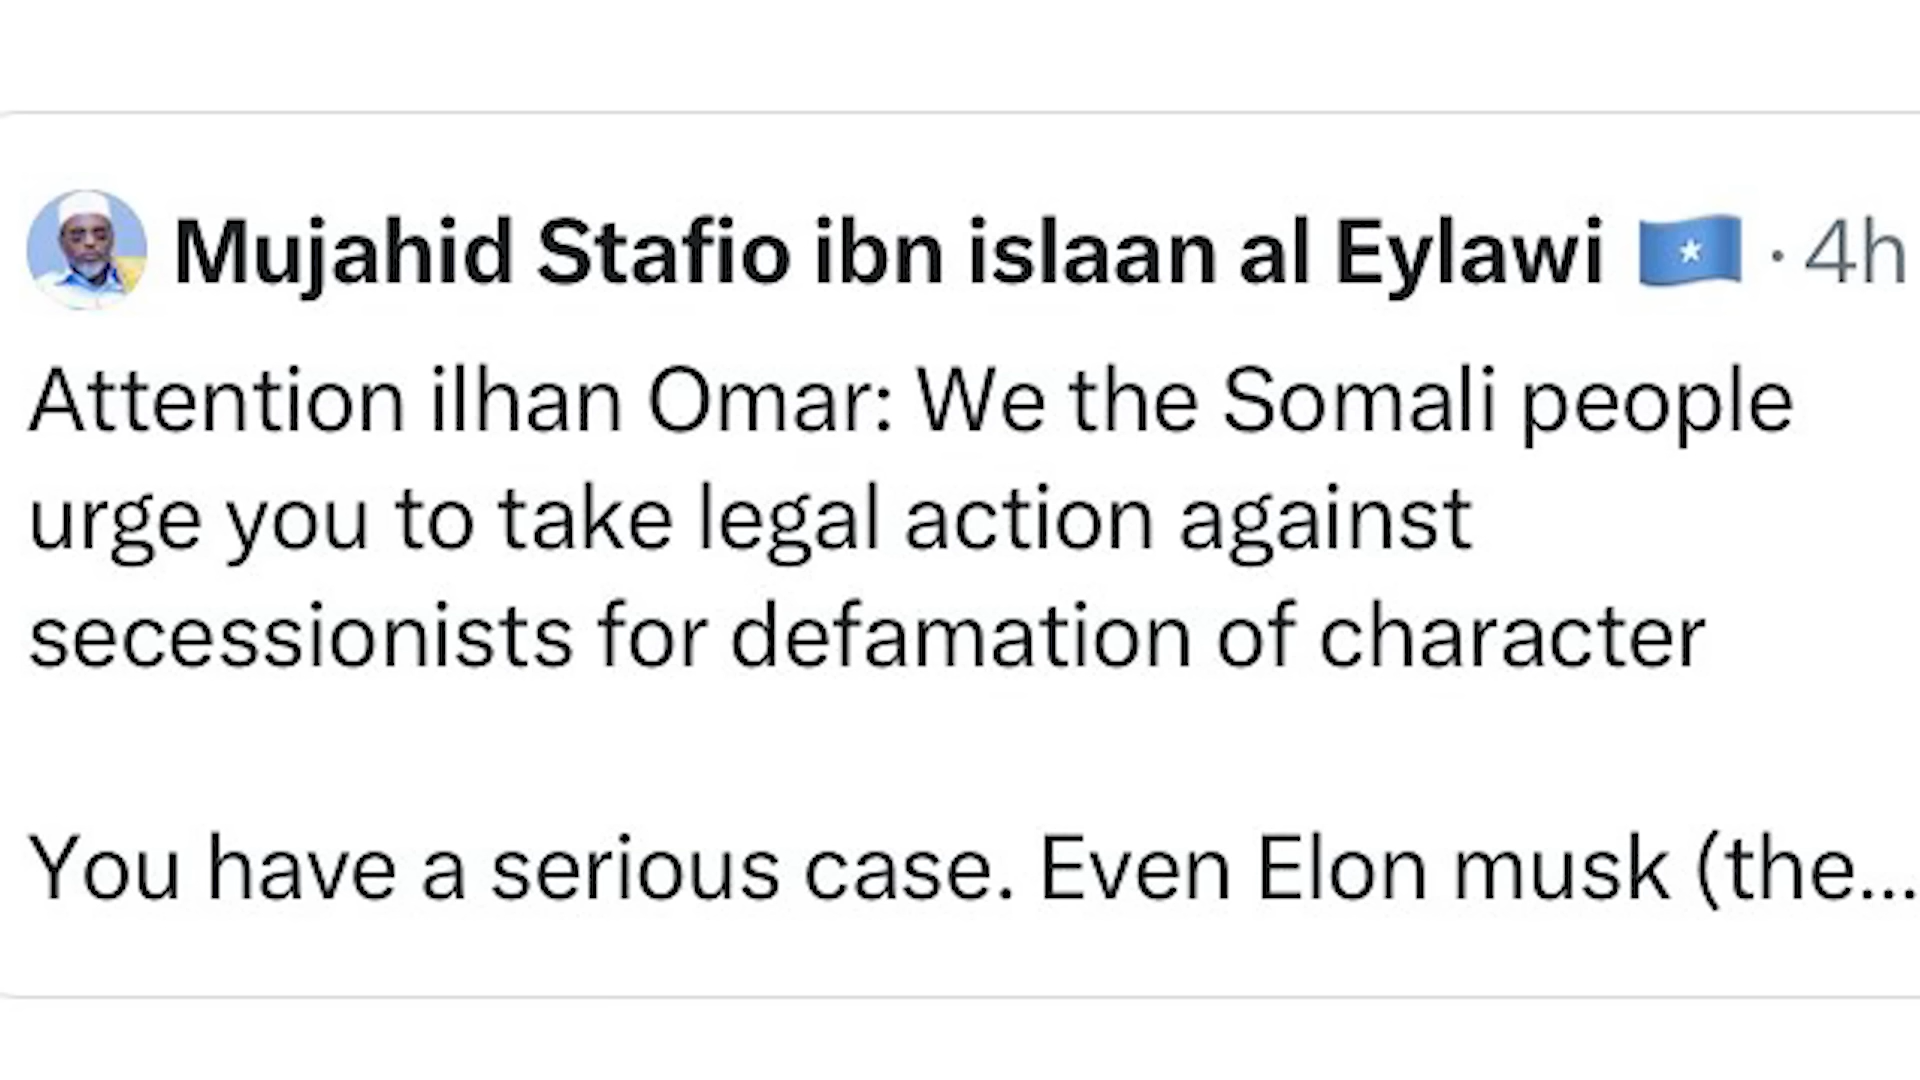 Mujahid Stafio ibn islaan al Eylawi 🇸🇴 · 4h
Attention ilhan Omar: We the Somali people
urge you to take legal action against
secessionists for defamation of character
You have a serious case. Even Elon musk (the...